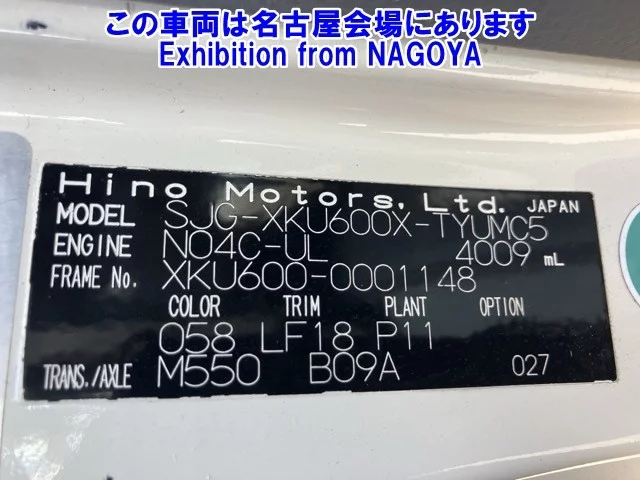 この車両は名古屋会場にあります
Exhibition from NAGOYA
Hino Motors, Ltd. JAPAN
MODEL SJG-XKU600X-TYUMC5
ENGINE N04C-UL 4009 mL
FRAME No. XKU600-0001148
COLOR TRIM PLANT OPTION
058 LF18 P11
TRANS./AXLE M550 B09A 027